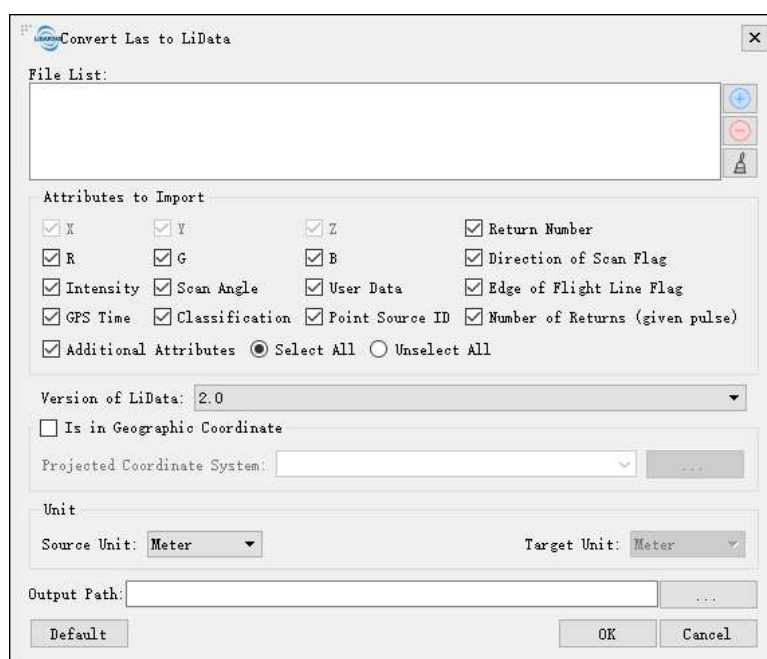 Convert Las to LiData
File List:
Attributes to Import
X Y Z Return Number
R G B Direction of Scan Flag
Intensity Scan Angle User Data Edge of Flight Line Flag
GPS Time Classification Point Source ID Number of Returns (given pulse)
Additional Attributes Select All Unselect All
Version of LiData: 2.0
Is in Geographic Coordinate
Projected Coordinate System: ...
Unit
Source Unit: Meter Target Unit: Meter
Output Path: ...
Default OK Cancel